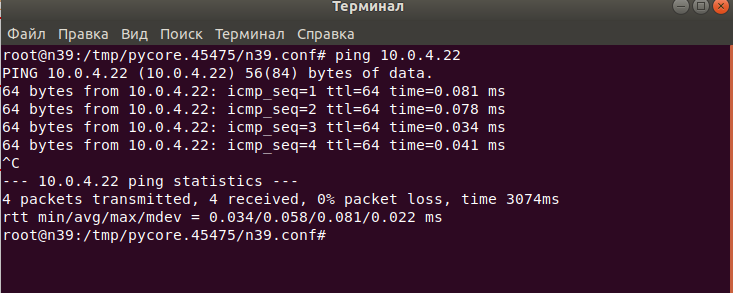 Терминал
Файл Правка Вид Поиск Терминал Справка
root@n39:/tmp/pycore.45475/n39.conf# ping 10.0.4.22
PING 10.0.4.22 (10.0.4.22) 56(84) bytes of data.
64 bytes from 10.0.4.22: icmp_seq=1 ttl=64 time=0.081 ms
64 bytes from 10.0.4.22: icmp_seq=2 ttl=64 time=0.078 ms
64 bytes from 10.0.4.22: icmp_seq=3 ttl=64 time=0.034 ms
64 bytes from 10.0.4.22: icmp_seq=4 ttl=64 time=0.041 ms
^C
--- 10.0.4.22 ping statistics ---
4 packets transmitted, 4 received, 0% packet loss, time 3074ms
rtt min/avg/max/mdev = 0.034/0.058/0.081/0.022 ms
root@n39:/tmp/pycore.45475/n39.conf#